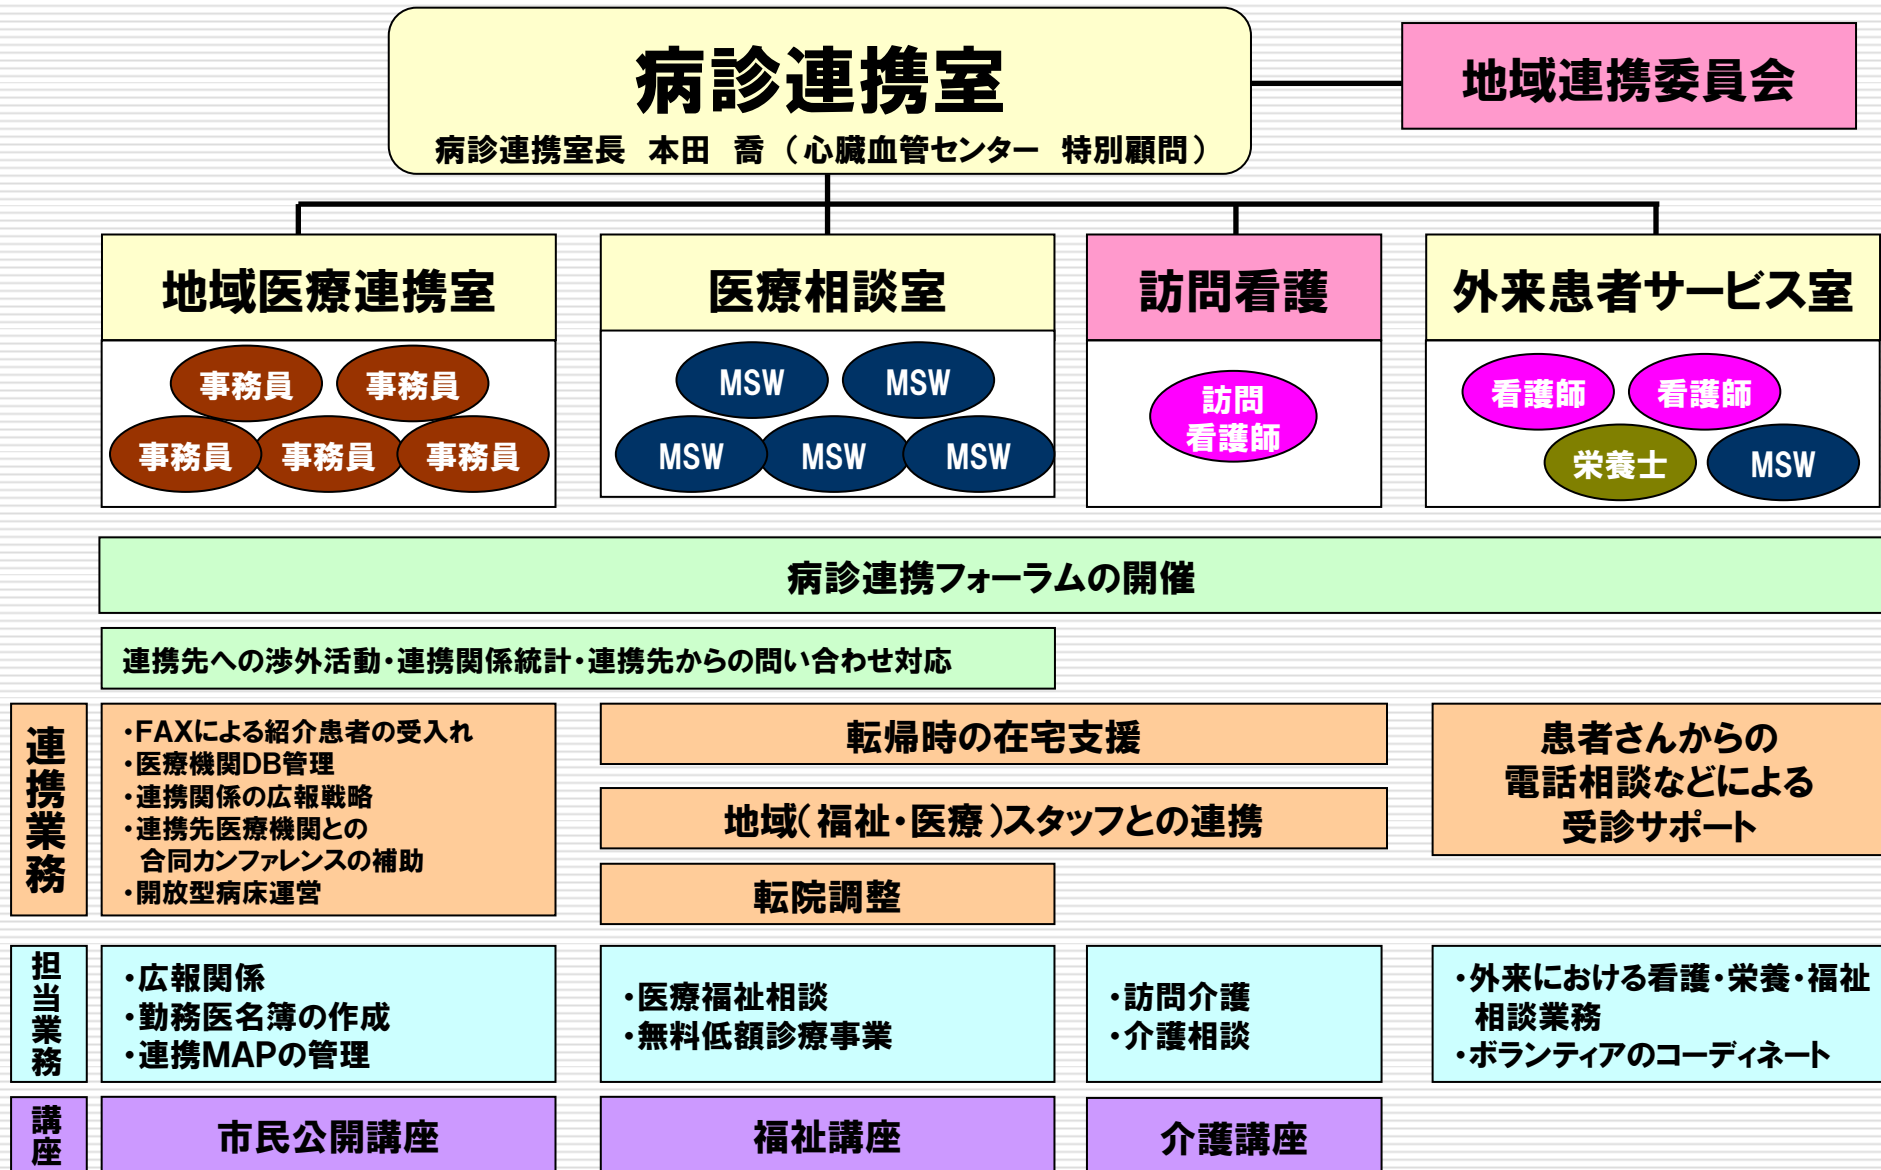 病診連携室
病診連携室長 本田 喬 (心臓血管センター 特別顧問)
地域連携委員会
地域医療連携室
事務員
事務員
事務員
事務員
事務員
医療相談室
MSW
MSW
MSW
MSW
MSW
訪問看護
訪問
看護師
外来患者サービス室
看護師
看護師
栄養士
MSW
病診連携フォーラムの開催
連携先への渉外活動・連携関係統計・連携先からの問い合わせ対応
連携業務
・FAXによる紹介患者の受入れ
・医療機関DB管理
・連携関係の広報戦略
・連携先医療機関との
合同カンファレンスの補助
・開放型病床運営
転帰時の在宅支援
地域(福祉・医療)スタッフとの連携
転院調整
患者さんからの
電話相談などによる
受診サポート
担当業務
・広報関係
・勤務医名簿の作成
・連携MAPの管理
・医療福祉相談
・無料低額診療事業
・訪問介護
・介護相談
・外来における看護・栄養・福祉
相談業務
・ボランティアのコーディネート
講座
市民公開講座
福祉講座
介護講座